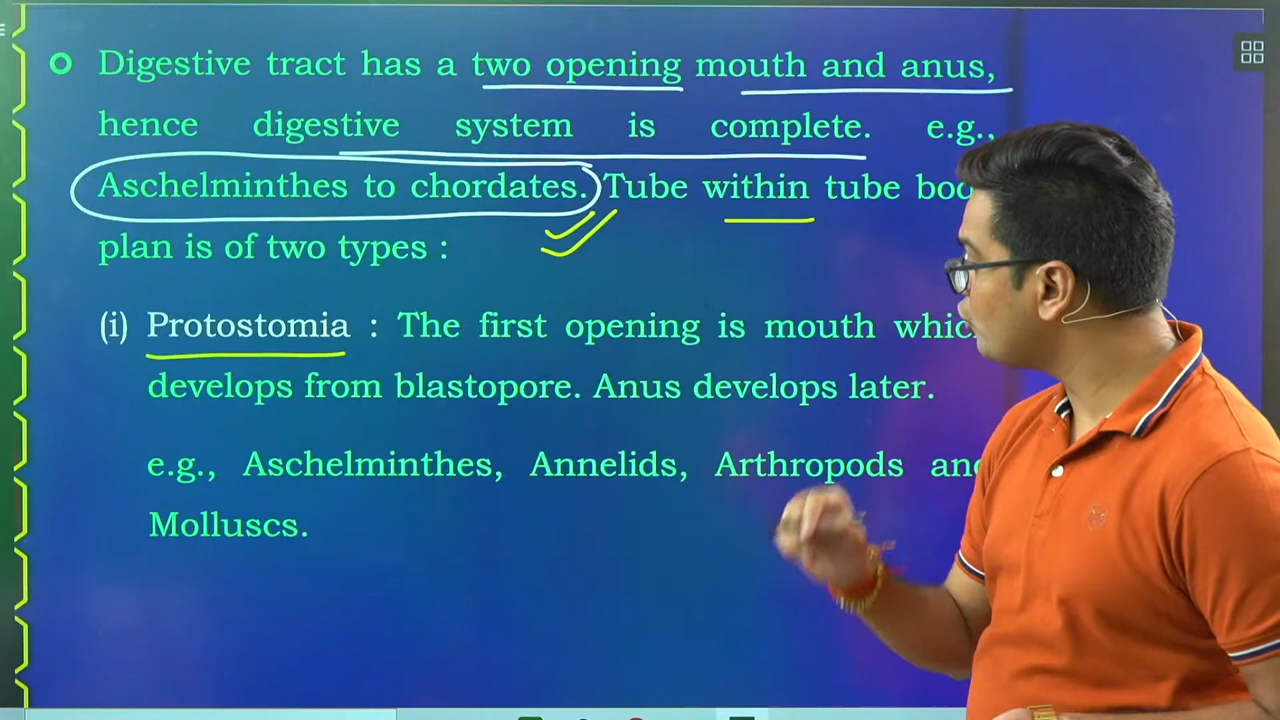 Digestive tract has a two opening mouth and anus,
hence digestive system is complete. e.g.,
Aschelminthes to chordates. Tube within tube
plan is of two types :
(i) Protostomia : The first opening is mouth
develops from blastopore. Anus develops later.
e.g., Aschelminthes, Annelids, Arthropods and
Molluscs.